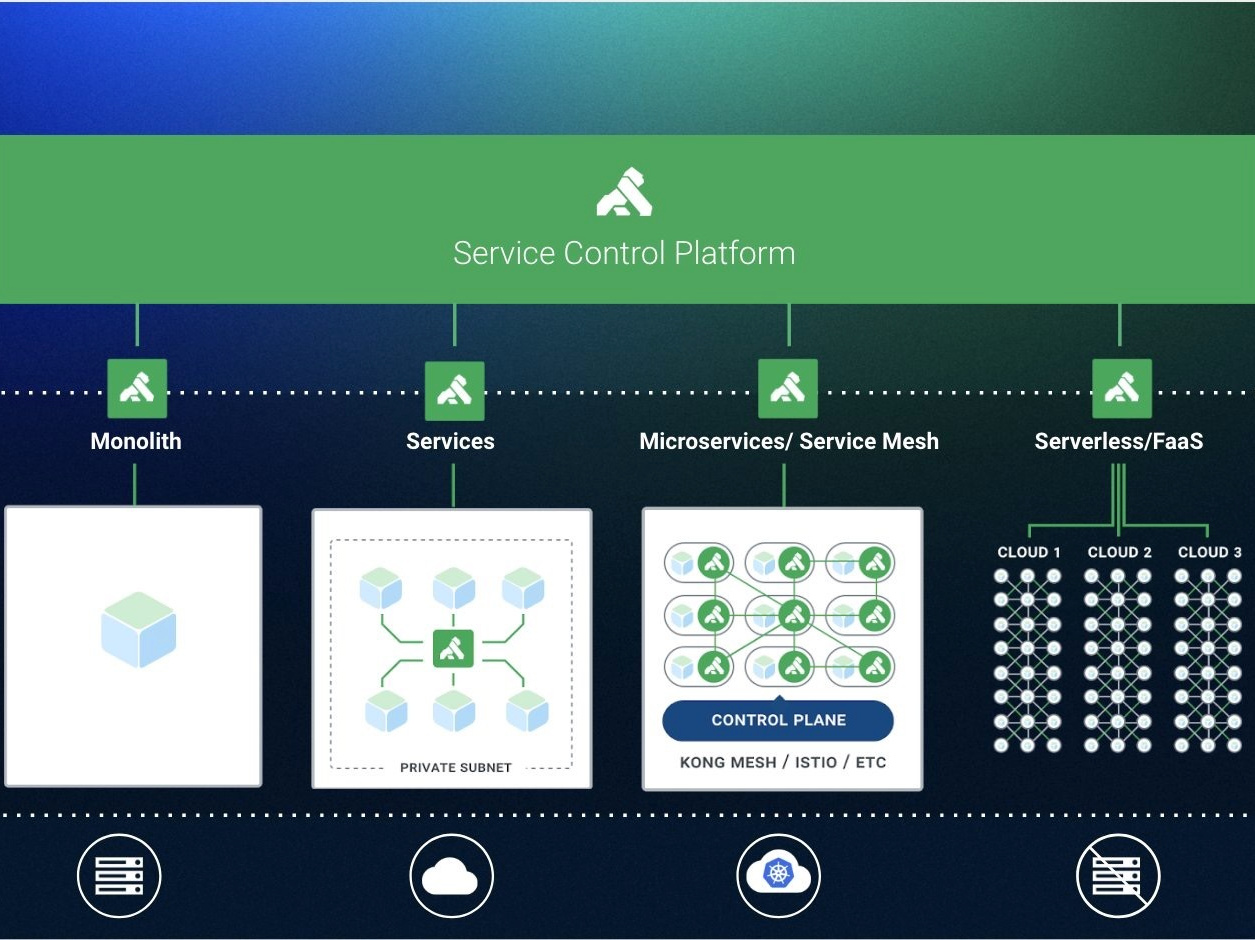 Service Control Platform
Monolith
Services
Microservices/ Service Mesh
Serverless/FaaS
PRIVATE SUBNET
CONTROL PLANE
KONG MESH / ISTIO / ETC
CLOUD 1
CLOUD 2
CLOUD 3